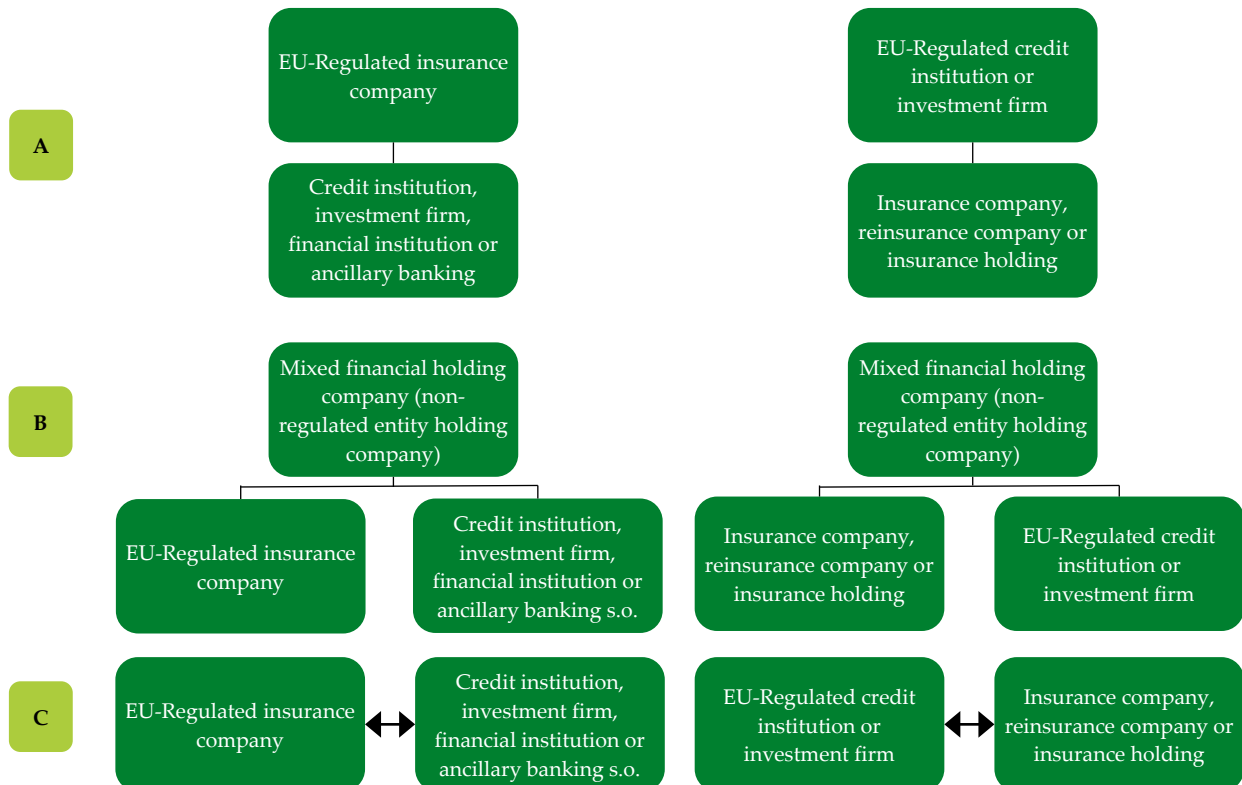 A
EU-Regulated insurance
company
EU-Regulated credit
institution or
investment firm
Credit institution,
investment firm,
financial institution or
ancillary banking
Insurance company,
reinsurance company or
insurance holding
B
Mixed financial holding
company (non-
regulated entity holding
company)
Mixed financial holding
company (non-
regulated entity holding
company)
EU-Regulated insurance
company
Credit institution,
investment firm,
financial institution or
ancillary banking s.o.
Insurance company,
reinsurance company or
insurance holding
EU-Regulated credit
institution or
investment firm
C
EU-Regulated insurance
company
Credit institution,
investment firm,
financial institution or
ancillary banking s.o.
EU-Regulated credit
institution or
investment firm
Insurance company,
reinsurance company or
insurance holding